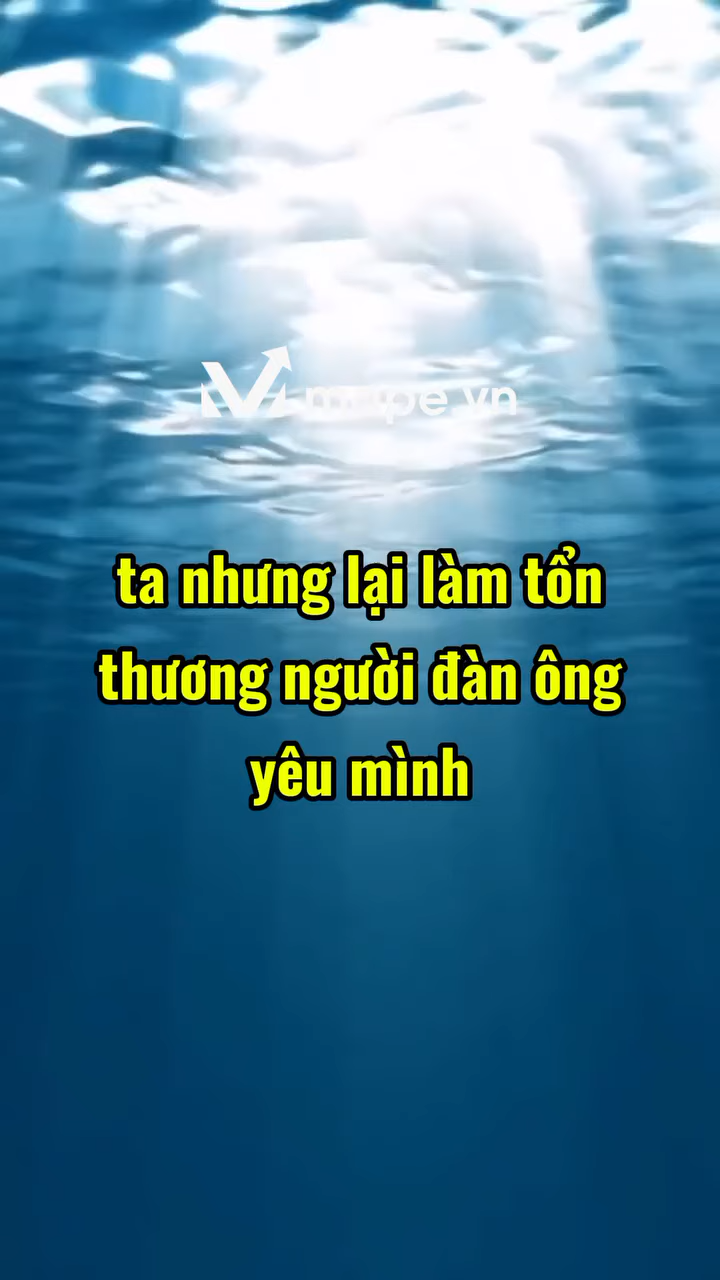 ta nhưng lại làm tổn
thương người đàn ông
yêu mình